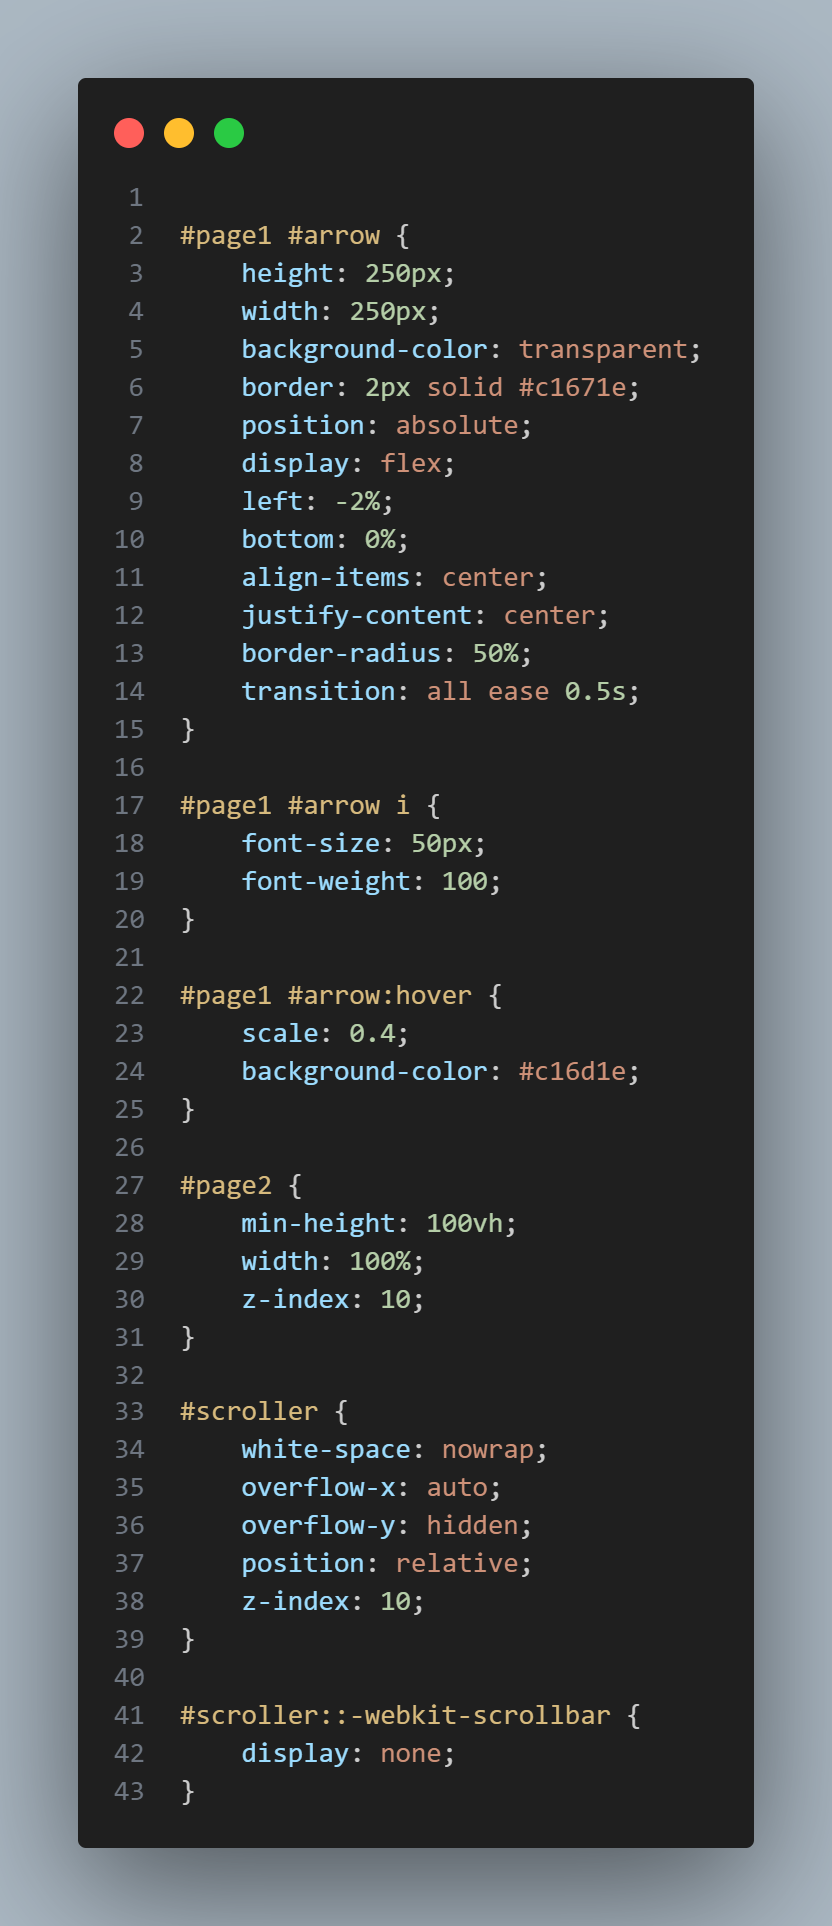 1
2 #page1 #arrow {
3     height: 250px;
4     width: 250px;
5     background-color: transparent;
6     border: 2px solid #c1671e;
7     position: absolute;
8     display: flex;
9     left: -2%;
10     bottom: 0%;
11     align-items: center;
12     justify-content: center;
13     border-radius: 50%;
14     transition: all ease 0.5s;
15 }
16
17 #page1 #arrow i {
18     font-size: 50px;
19     font-weight: 100;
20 }
21
22 #page1 #arrow:hover {
23     scale: 0.4;
24     background-color: #c16d1e;
25 }
26
27 #page2 {
28     min-height: 100vh;
29     width: 100%;
30     z-index: 10;
31 }
32
33 #scroller {
34     white-space: nowrap;
35     overflow-x: auto;
36     overflow-y: hidden;
37     position: relative;
38     z-index: 10;
39 }
40
41 #scroller::-webkit-scrollbar {
42     display: none;
43 }